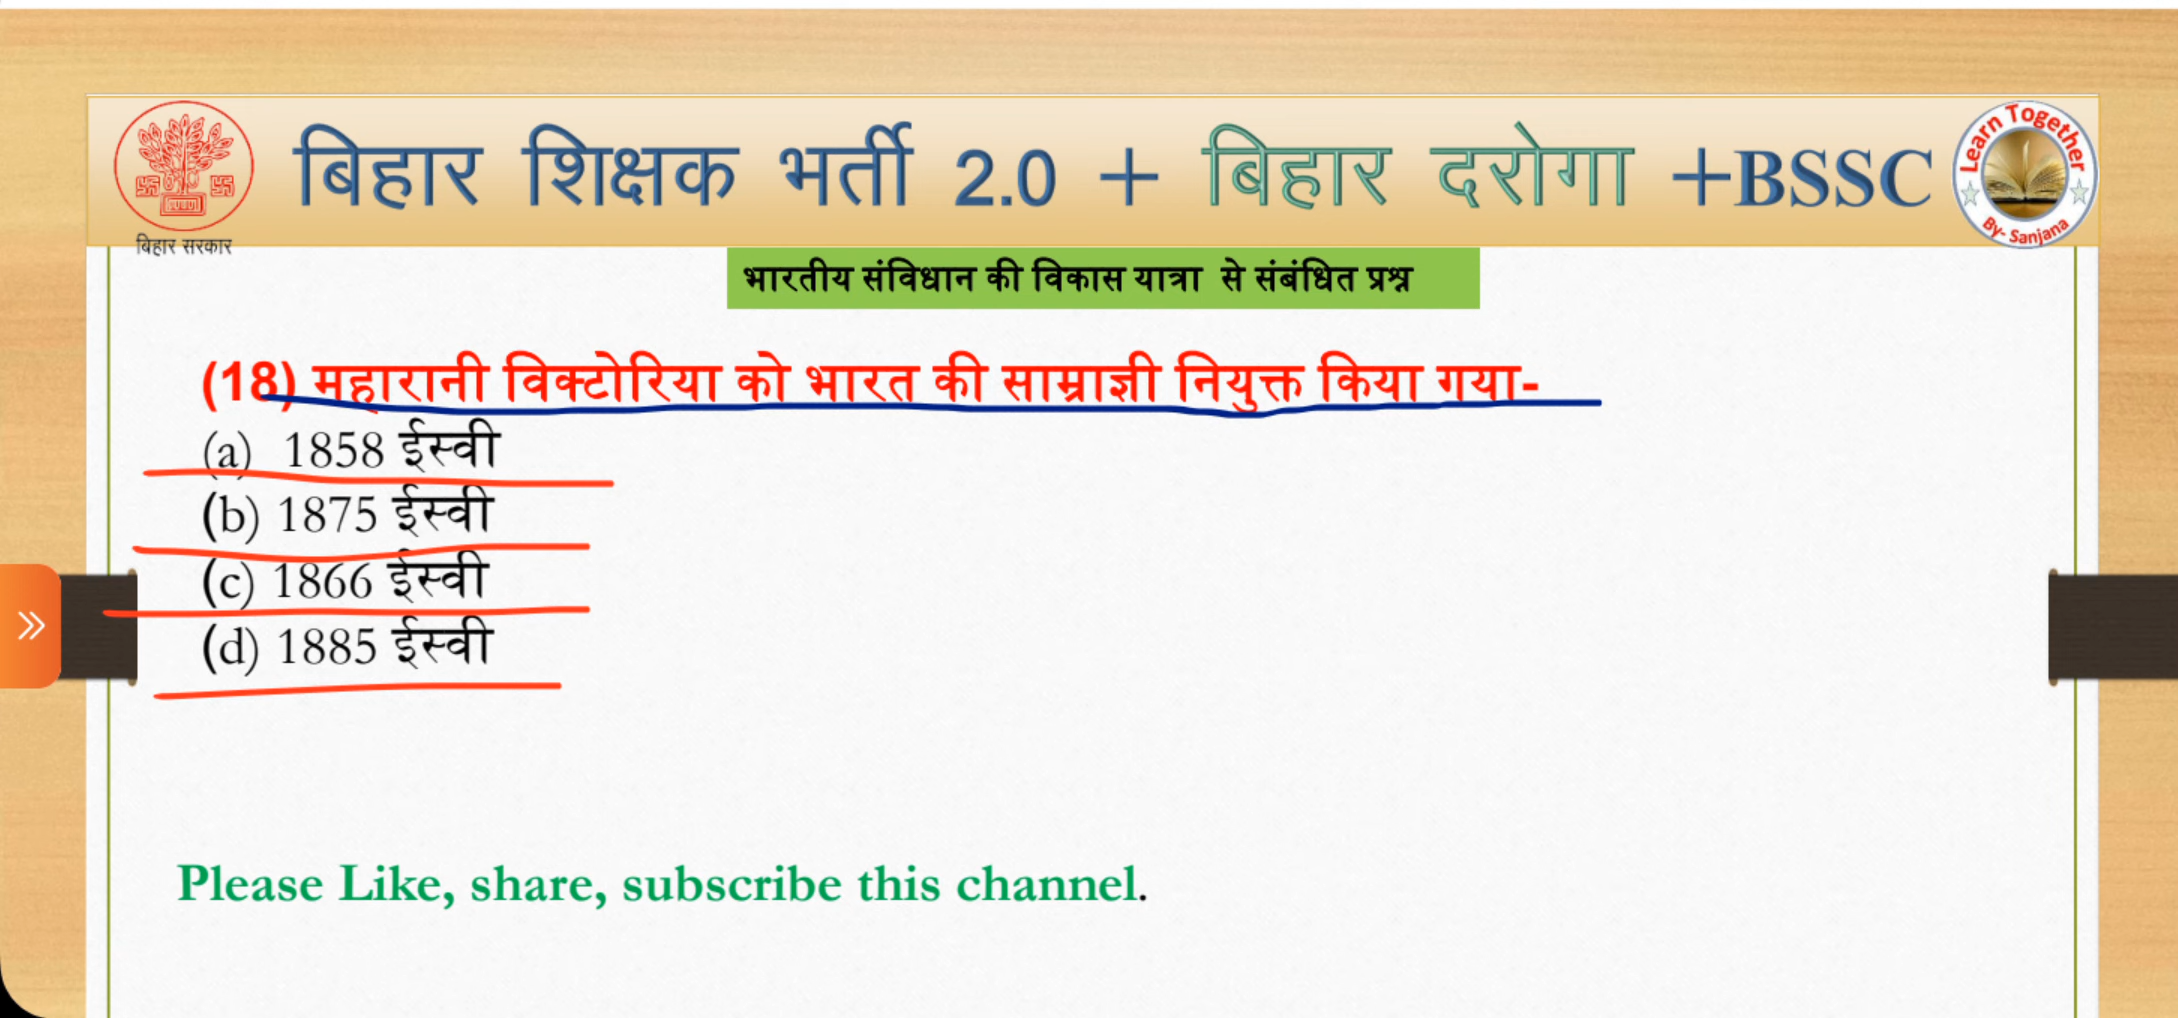 बिहार शिक्षक भर्ती 2.0 + बिहार दरोगा +BSSC
Learn Together
By- Sanjana
बिहार सरकार
भारतीय संविधान की विकास यात्रा से संबंधित प्रश्न
(18) महारानी विक्टोरिया को भारत की साम्राज्ञी नियुक्त किया गया-
(a) 1858 ईस्वी
(b) 1875 ईस्वी
(c) 1866 ईस्वी
(d) 1885 ईस्वी
Please Like, share, subscribe this channel.